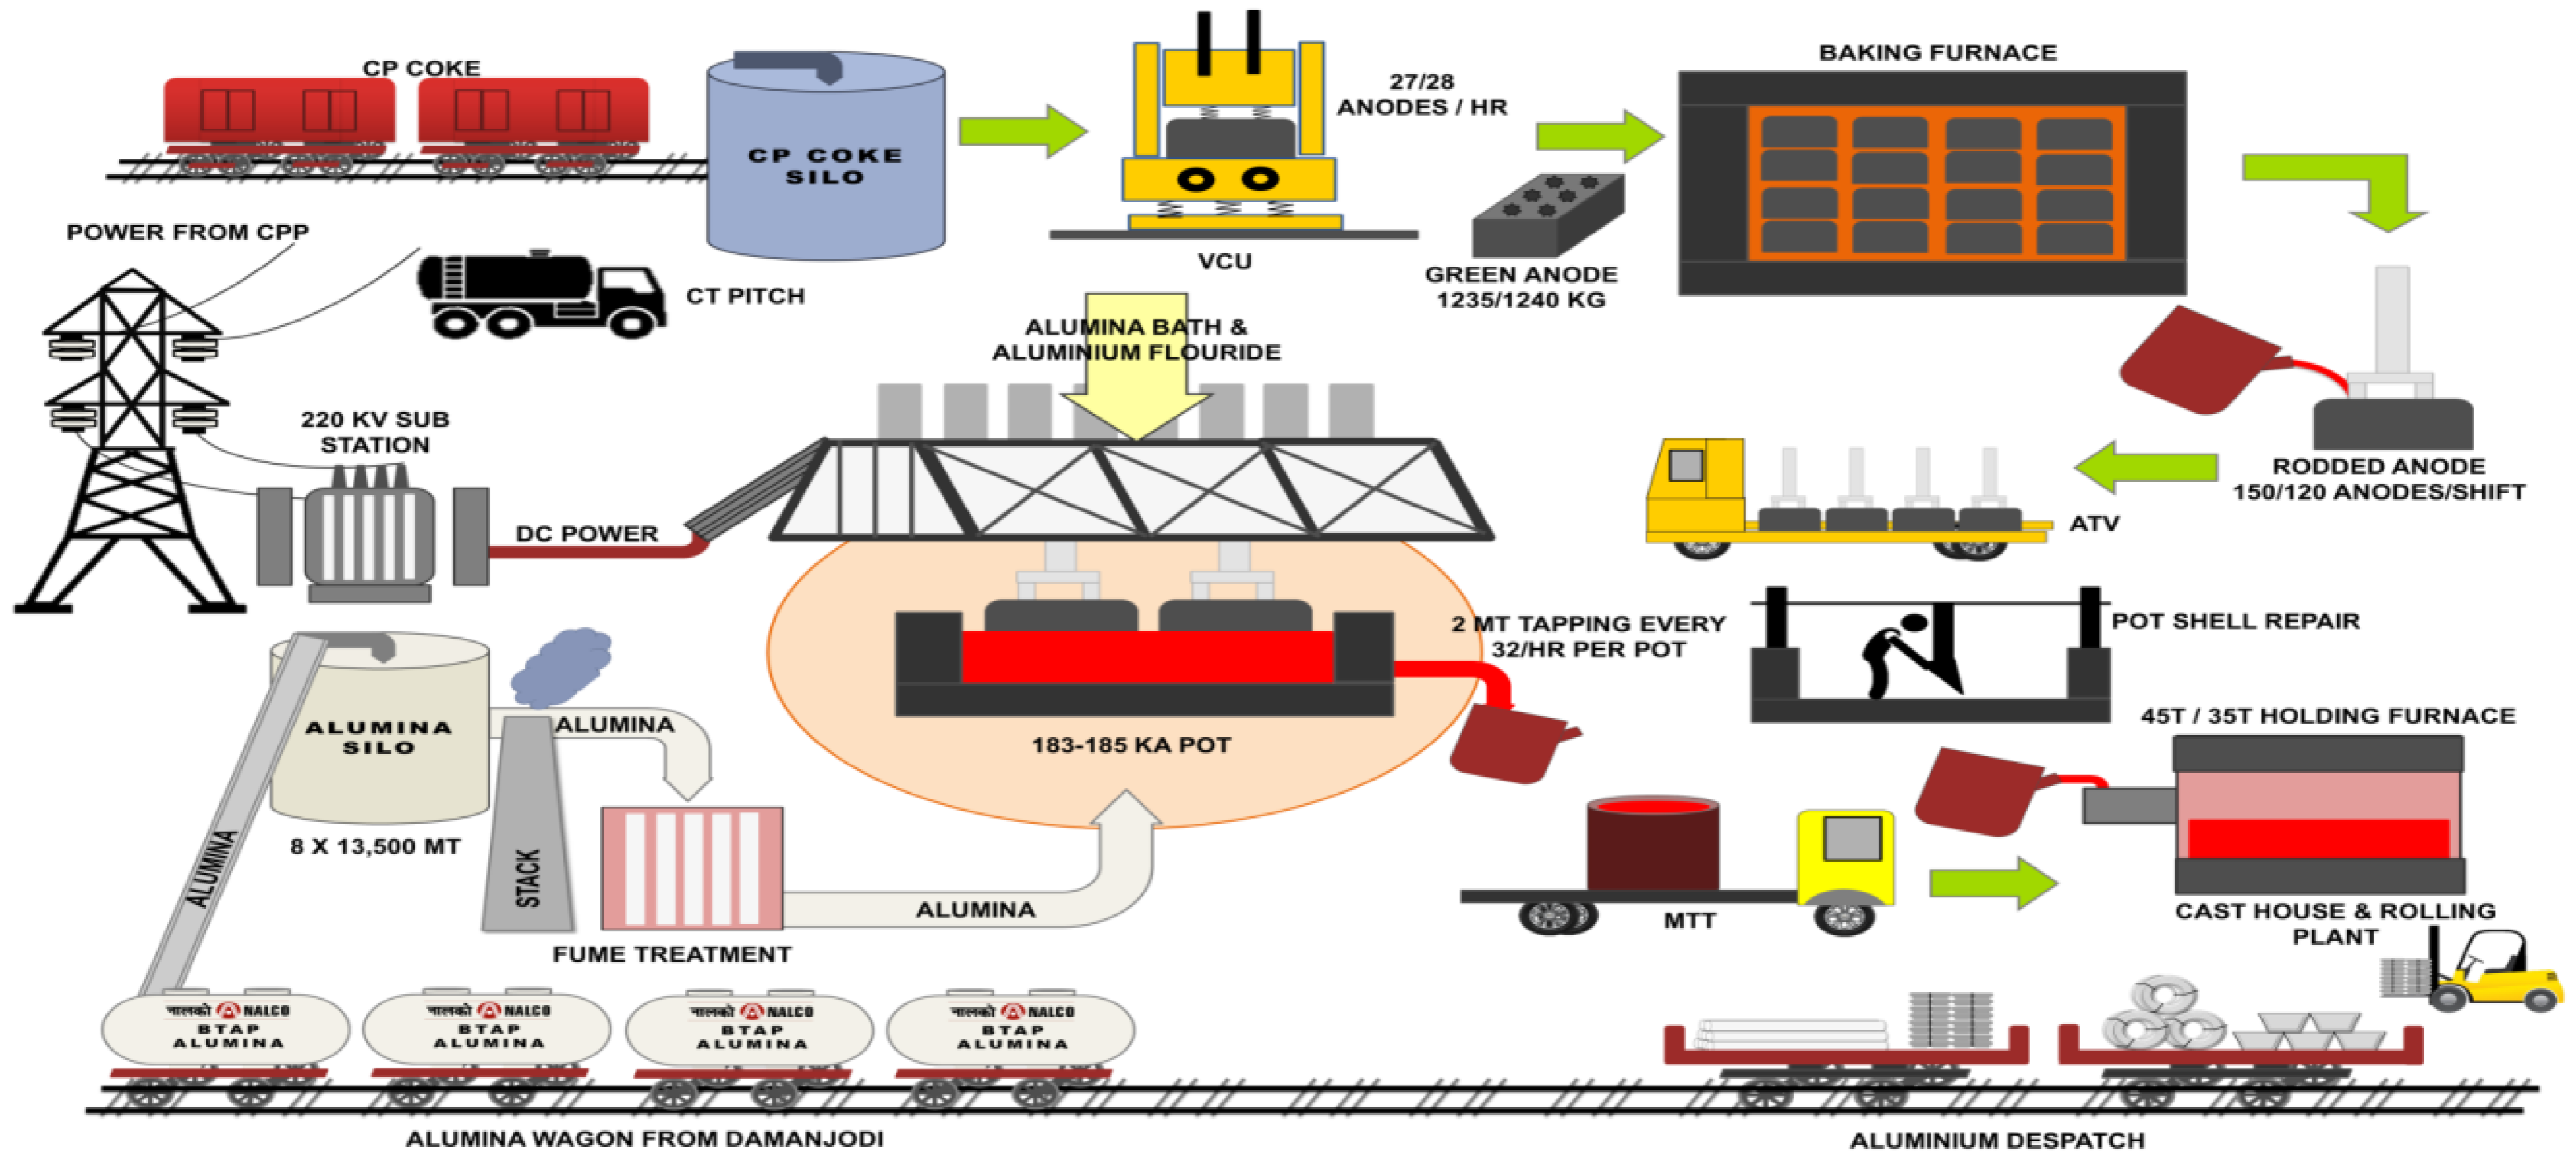 CP COKE
CP COKE
SILO
27/28
ANODES / HR
VCU
GREEN ANODE
1235/1240 KG
BAKING FURNACE
POWER FROM CPP
CT PITCH
ALUMINA BATH &
ALUMINIUM FLOURIDE
220 KV SUB
STATION
DC POWER
RODDED ANODE
150/120 ANODES/SHIFT
ATV
2 MT TAPPING EVERY
32/HR PER POT
POT SHELL REPAIR
183-185 KA POT
45T / 35T HOLDING FURNACE
ALUMINA
SILO
8 X 13,500 MT
ALUMINA
STACK
ALUMINA
ALUMINA
FUME TREATMENT
MTT
CAST HOUSE & ROLLING
PLANT
नालको NALCO
BTAP
ALUMINA
नालको NALCO
BTAP
ALUMINA
नालको NALCO
BTAP
ALUMINA
नालको NALCO
BTAP
ALUMINA
ALUMINA WAGON FROM DAMANJODI
ALUMINIUM DESPATCH